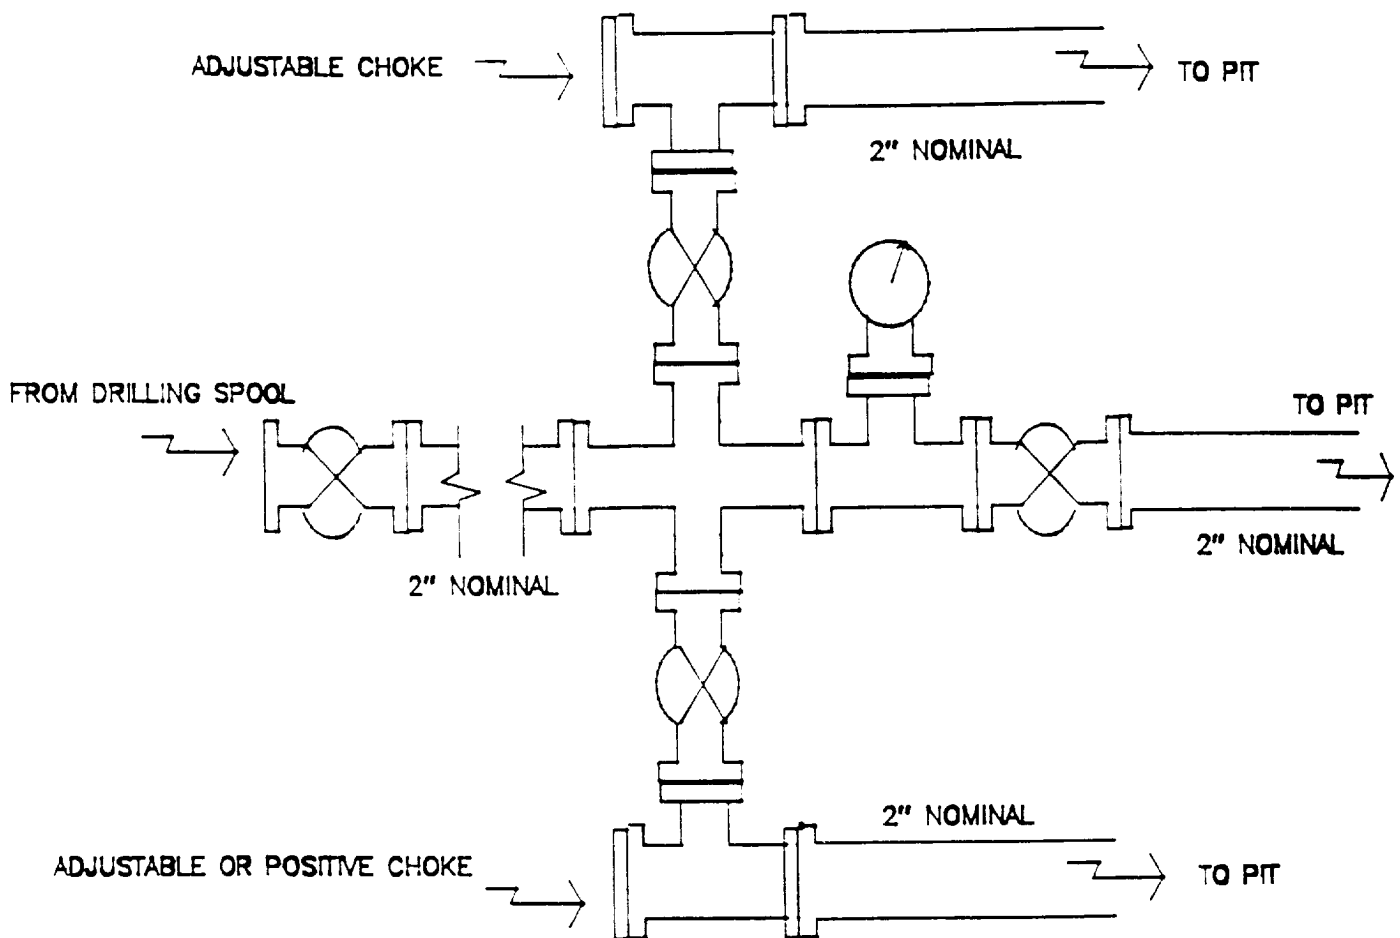 ADJUSTABLE CHOKE
TO PIT
2" NOMINAL
FROM DRILLING SPOOL
TO PIT
2" NOMINAL
2" NOMINAL
2" NOMINAL
ADJUSTABLE OR POSITIVE CHOKE
TO PIT